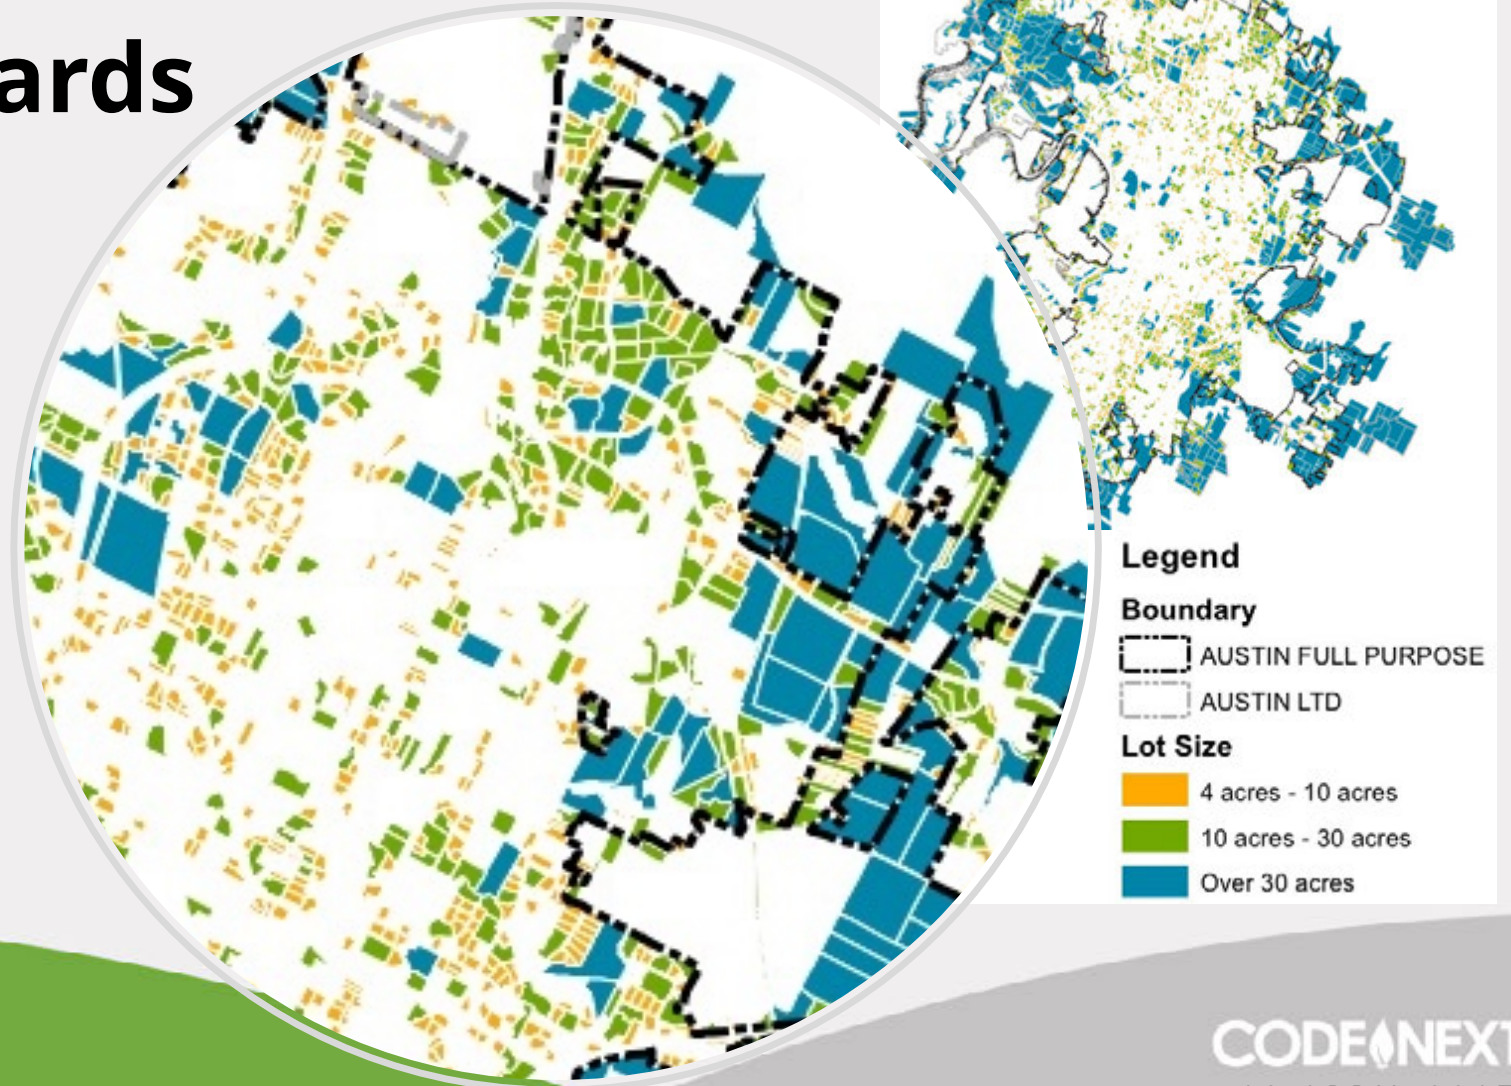 ards
Legend
Boundary
AUSTIN FULL PURPOSE
AUSTIN LTD
Lot Size
4 acres - 10 acres
10 acres - 30 acres
Over 30 acres
CODENEXT